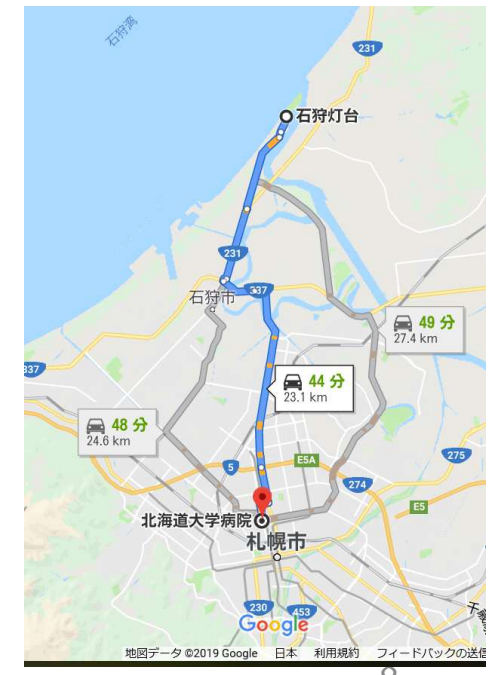 石狩湾
231
石狩灯台
231
337
石狩市
49 分
27.4 km
44 分
23.1 km
337
48 分
24.6 km
E5A
5
275
274
E5
北海道大学病院
札幌市
230
453
Google
地図データ ©2019 Google 日本 利用規約 フィードバックの送信